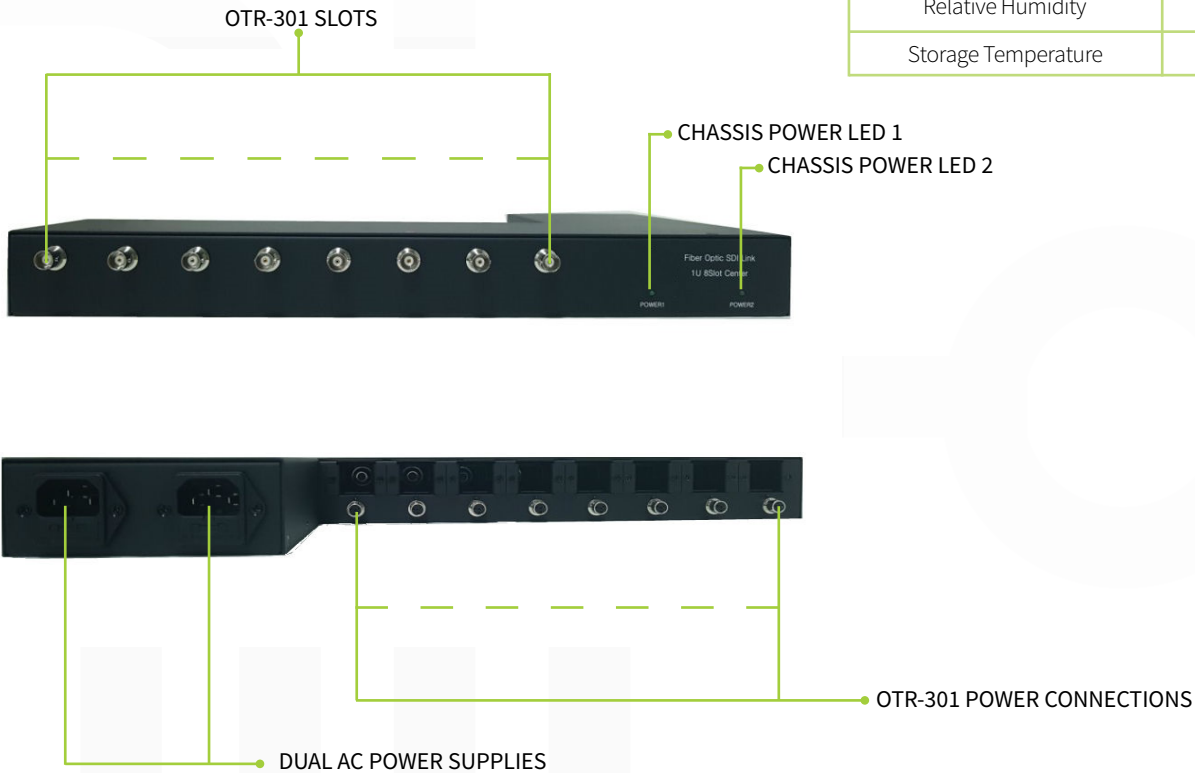 OTR-301 SLOTS
Relative Humidity
Storage Temperature
CHASSIS POWER LED 1
CHASSIS POWER LED 2
Fiber Optic SDI Link
1U 8Slot Center
POWER1
POWER2
OTR-301 POWER CONNECTIONS
DUAL AC POWER SUPPLIES